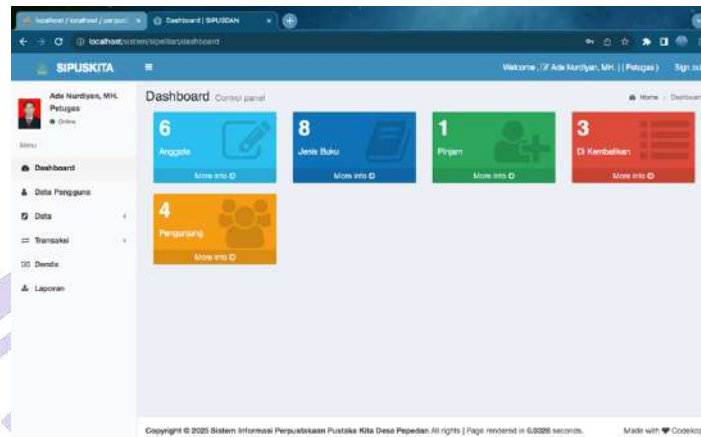 Dashboard | SIPUSDAN
localhost/sistem/sipelitan/dashboard
SIPUSKITA
Welcome, Ade Nurdiyan, MH. | ( Petugas )
Sign out
Ade Nurdiyan, MH.
Petugas
Online
Menu
Dashboard
Data Pengguna
Data
Transaksi
Denda
Laporan
Dashboard Control panel
Home
6
Anggota
More info
8
Jenis Buku
More info
1
Pinjam
More info
3
Di Kembalikan
More info
4
Pengunjung
More info
Copyright © 2025 Sistem Informasi Perpustakaan Pustaka Kita Desa Pepedan All rights | Page rendered in 0.0326 seconds.
Made with